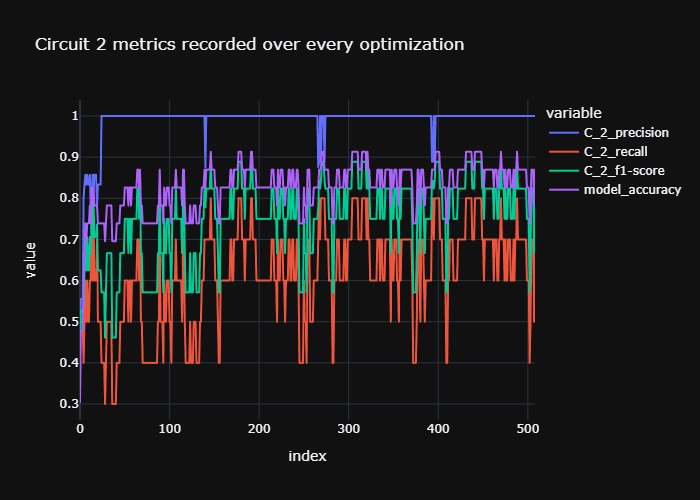 Circuit 2 metrics recorded over every optimization
variable
C_2_precision
C_2_recall
C_2_f1-score
model_accuracy
value
1
0.9
0.8
0.7
0.6
0.5
0.4
0.3
0 100 200 300 400 500
index